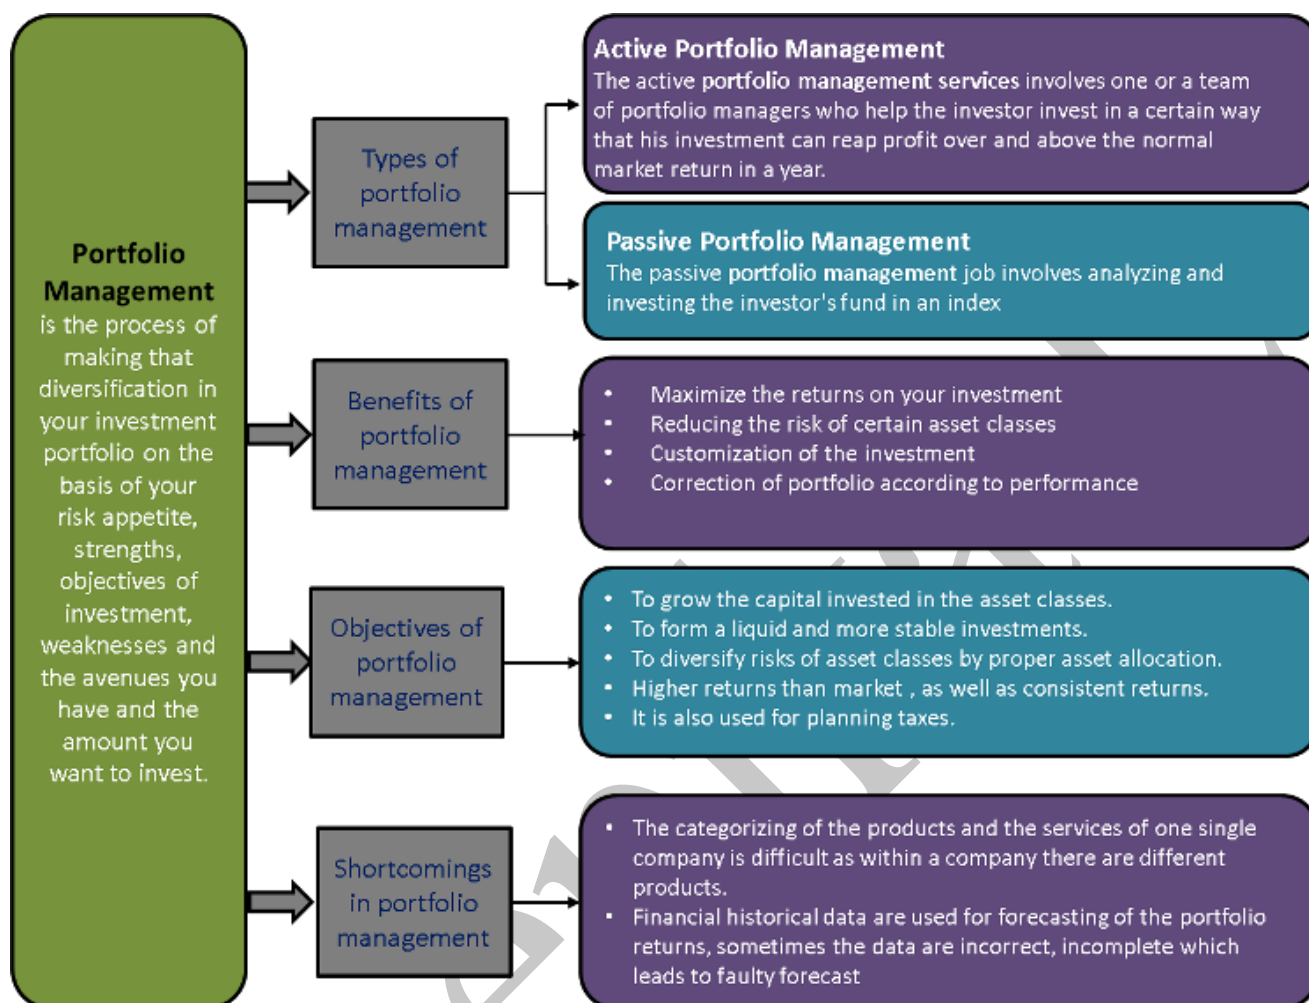 Portfolio
Management
is the process of
making that
diversification in
your investment
portfolio on the
basis of your
risk appetite,
strengths,
objectives of
investment,
weaknesses and
the avenues you
have and the
amount you
want to invest.
Types of
portfolio
management
Active Portfolio Management
The active portfolio management services involves one or a team
of portfolio managers who help the investor invest in a certain way
that his investment can reap profit over and above the normal
market return in a year.
Passive Portfolio Management
The passive portfolio management job involves analyzing and
investing the investor's fund in an index
Benefits of
portfolio
management
• Maximize the returns on your investment
• Reducing the risk of certain asset classes
• Customization of the investment
• Correction of portfolio according to performance
Objectives of
portfolio
management
• To grow the capital invested in the asset classes.
• To form a liquid and more stable investments.
• To diversify risks of asset classes by proper asset allocation.
• Higher returns than market , as well as consistent returns.
• It is also used for planning taxes.
Shortcomings
in portfolio
management
• The categorizing of the products and the services of one single
company is difficult as within a company there are different
products.
• Financial historical data are used for forecasting of the portfolio
returns, sometimes the data are incorrect, incomplete which
leads to faulty forecast